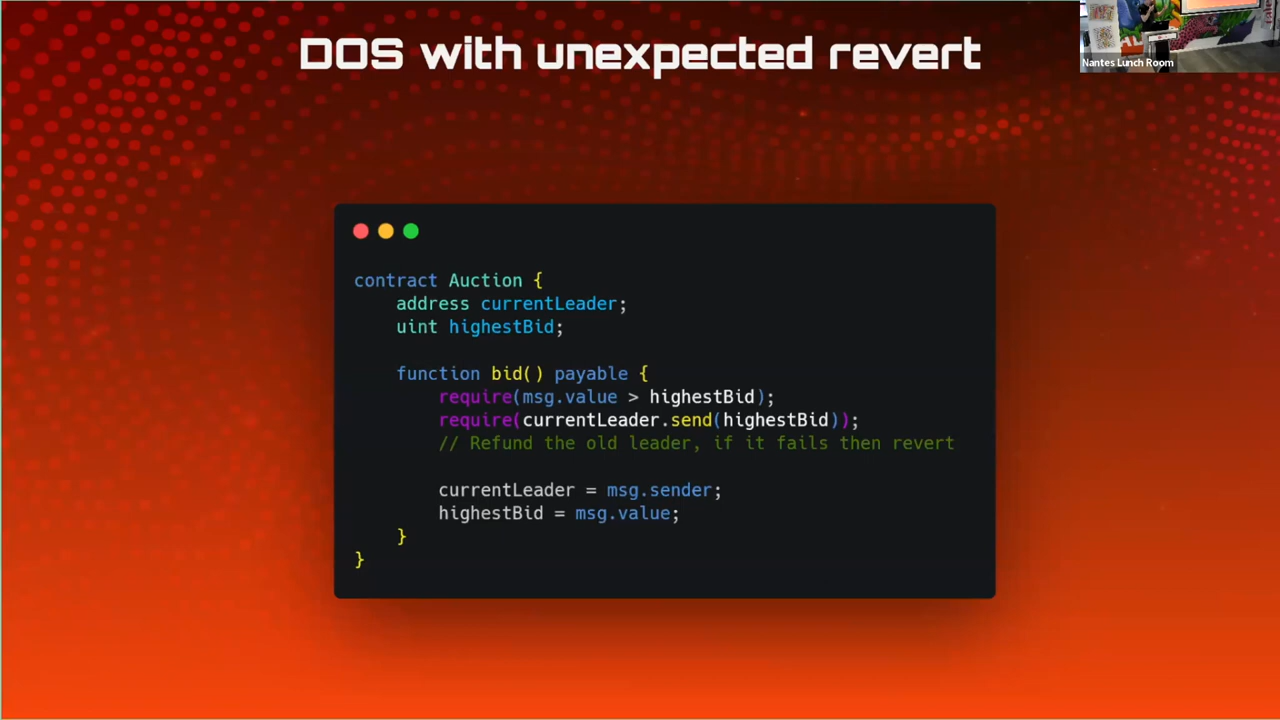 DOS with unexpected revert
Nantes Lunch Room
contract Auction {
    address currentLeader;
    uint highestBid;

    function bid() payable {
        require(msg.value > highestBid);
        require(currentLeader.send(highestBid));
        // Refund the old leader, if it fails then revert

        currentLeader = msg.sender;
        highestBid = msg.value;
    }
}